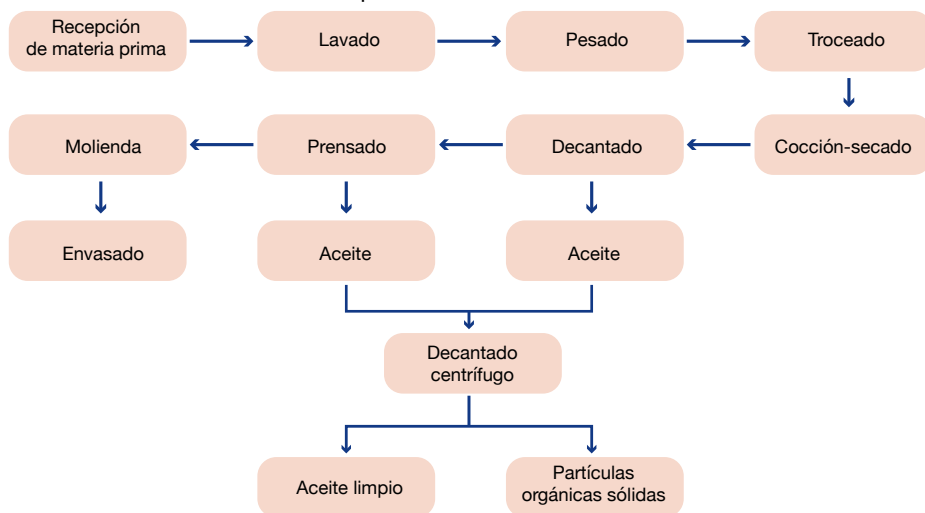 Recepción
de materia prima
Lavado
Pesado
Troceado
Molienda
Prensado
Decantado
Cocción-secado
Envasado
Aceite
Aceite
Decantado
centrífugo
Aceite limpio
Partículas
orgánicas sólidas